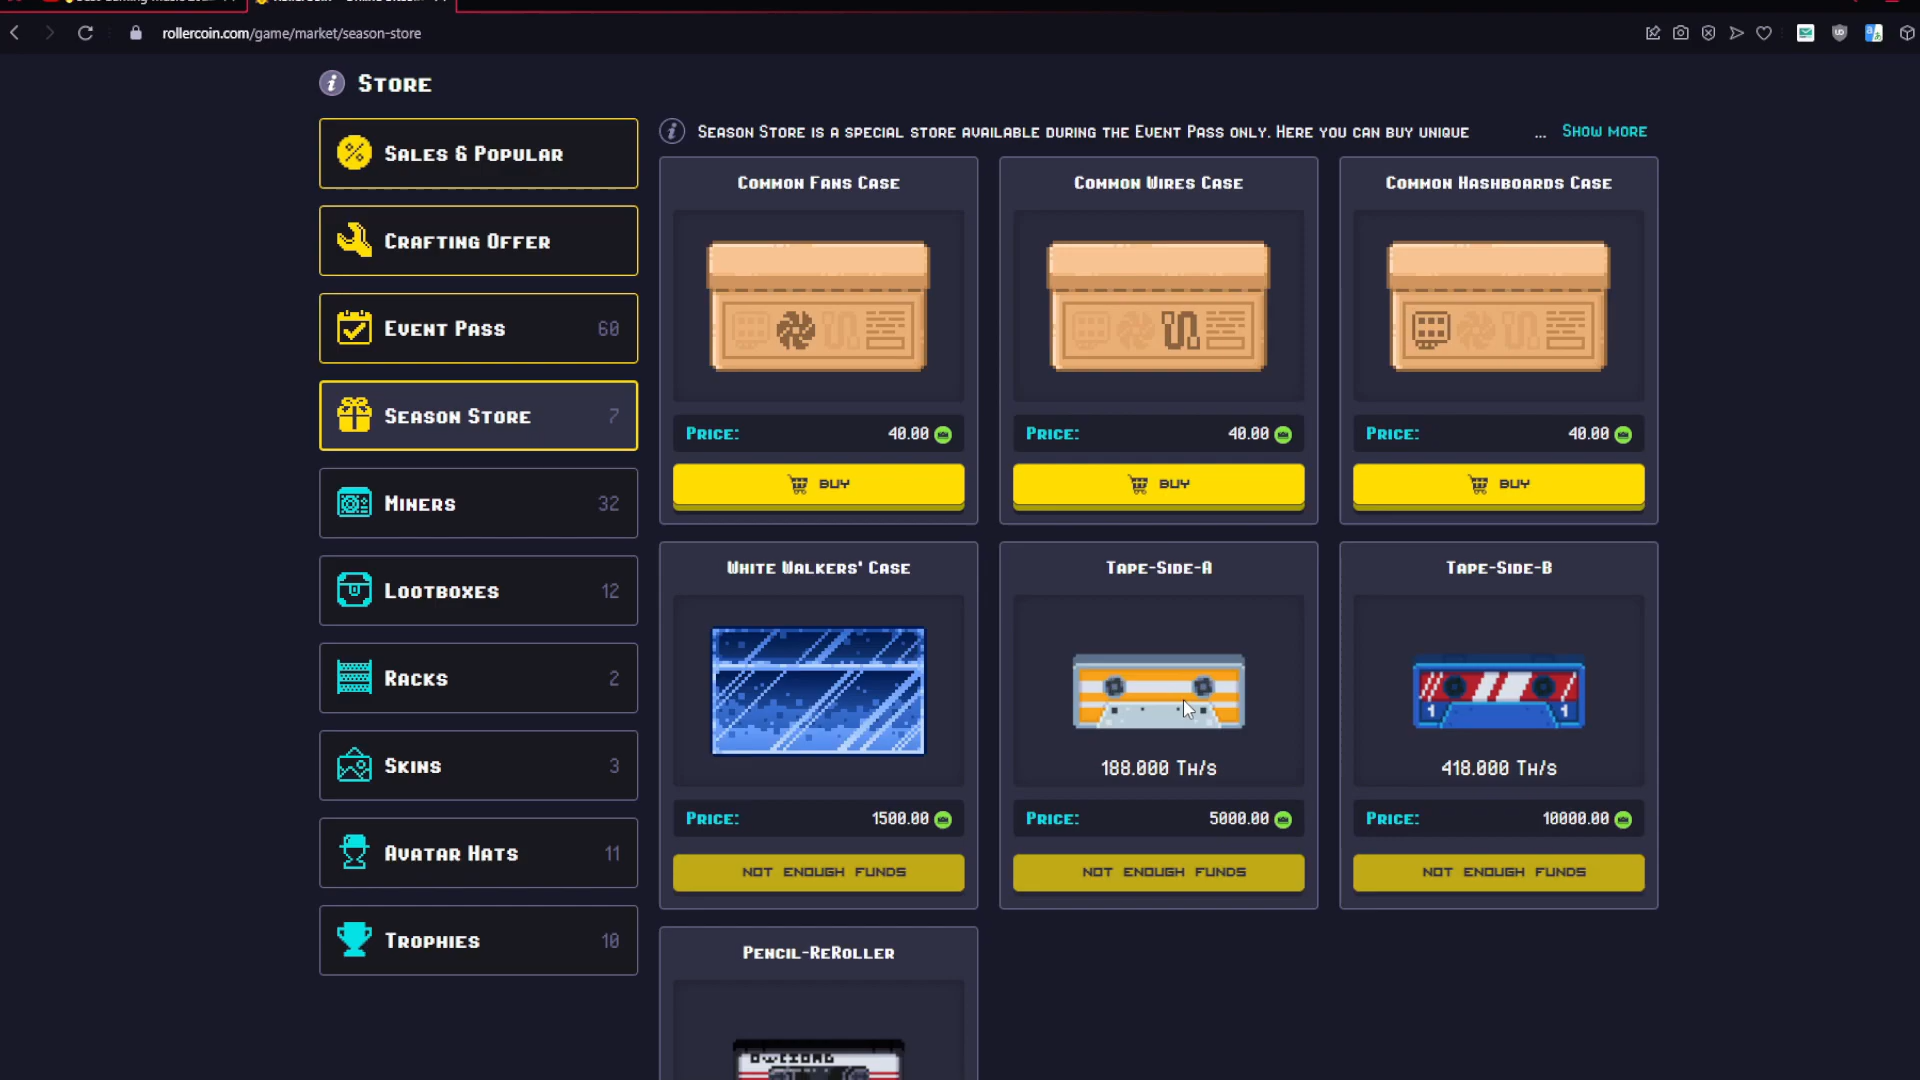 rollercoin.com/game/market/season-store
Store
Sales & Popular
Crafting Offer
Event Pass 60
Season Store 7
Miners 32
Lootboxes 12
Racks 2
Skins 3
Avatar Hats 11
Trophies 10
Season Store is a special store available during the Event Pass only. Here you can buy unique ... Show more
Common Fans Case
Price: 40.00
BUY
Common Wires Case
Price: 40.00
BUY
Common Hashboards Case
Price: 40.00
BUY
White Walkers' Case
Price: 1500.00
NOT ENOUGH FUNDS
Tape-Side-A
188.000 Th/s
Price: 5000.00
NOT ENOUGH FUNDS
Tape-Side-B
1 1
418.000 Th/s
Price: 10000.00
NOT ENOUGH FUNDS
Pencil-ReRoller